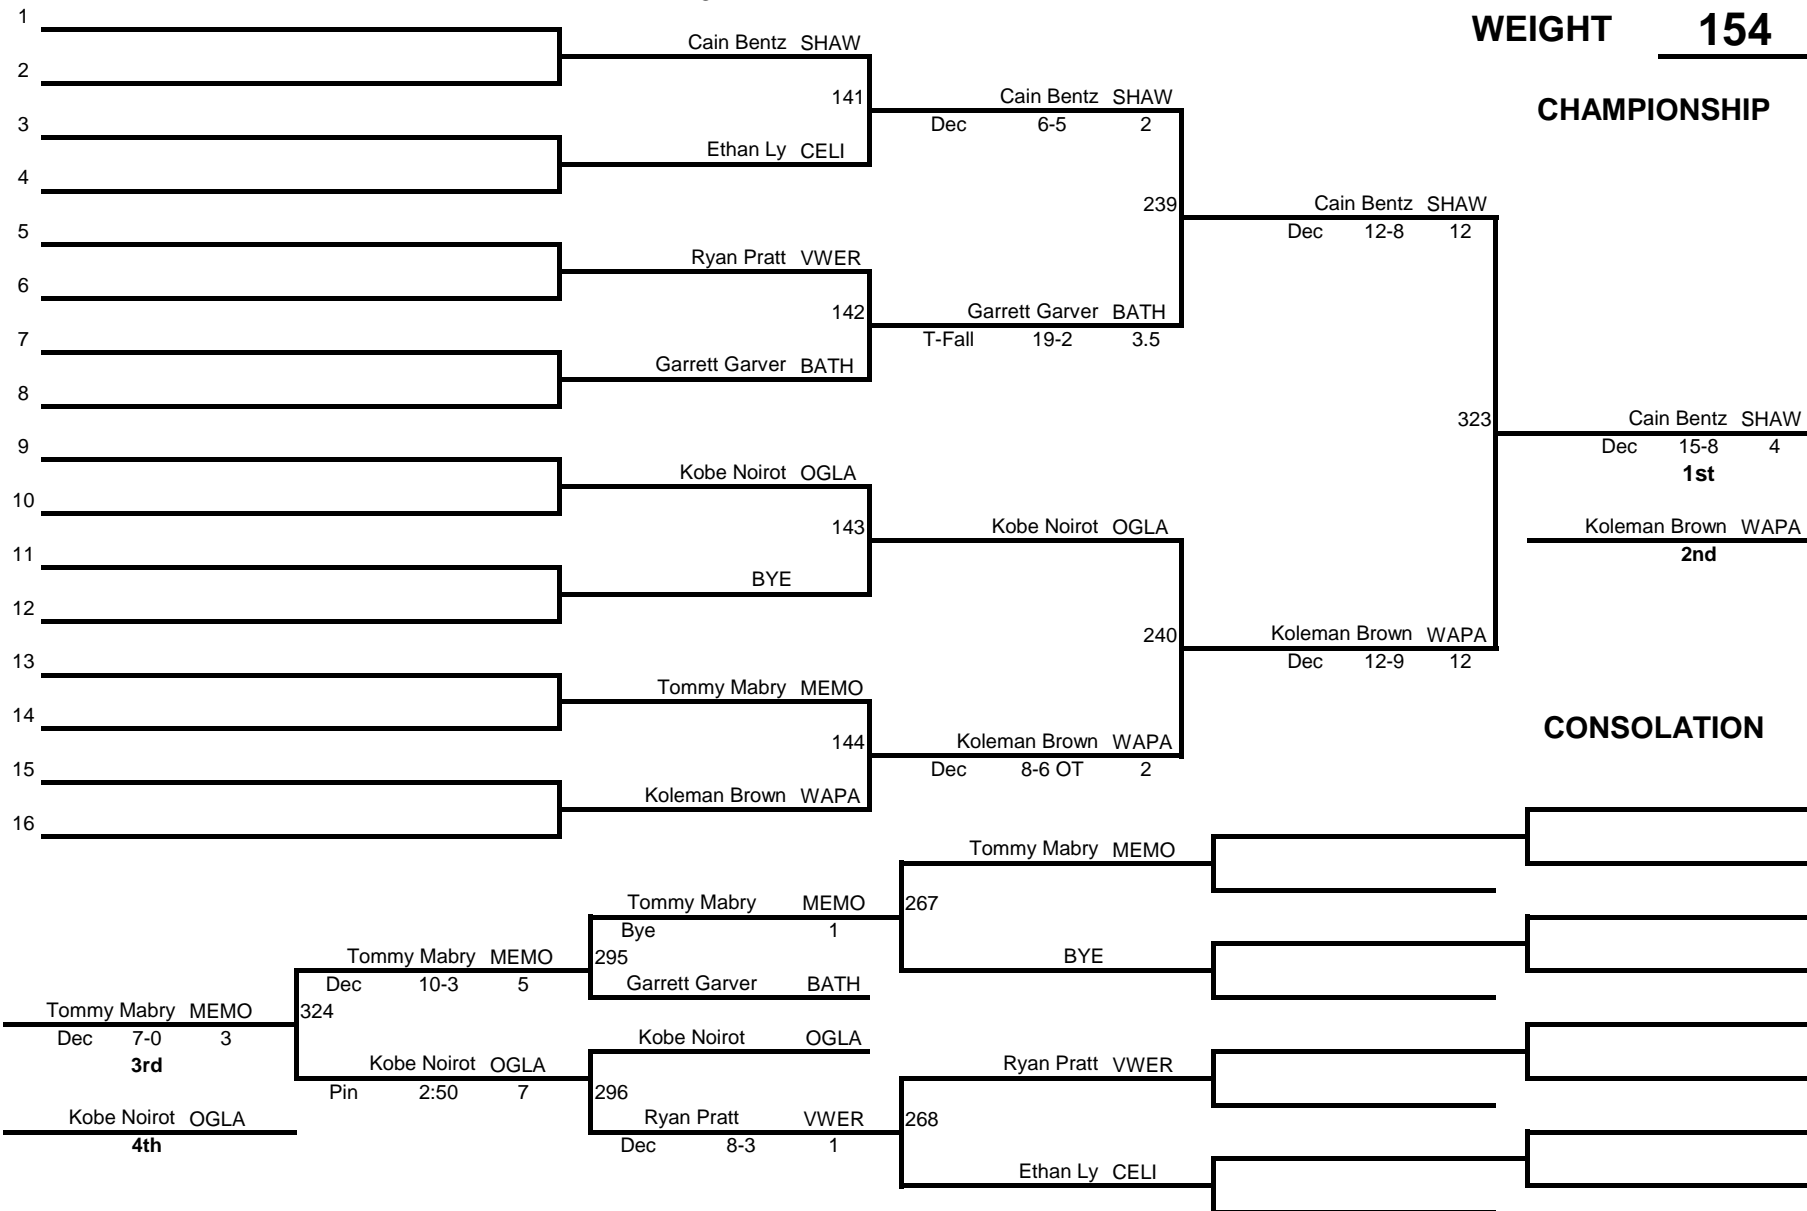 WEIGHT 154
CHAMPIONSHIP
1
2
3
4
5
6
7
8
9
10
11
12
13
14
15
16
Cain Bentz SHAW
141
Ethan Ly CELI
Ryan Pratt VWER
142
Garrett Garver BATH
Kobe Noirot OGLA
143
BYE
Tommy Mabry MEMO
144
Koleman Brown WAPA
Cain Bentz SHAW
Dec 6-5 2
239
Garrett Garver BATH
T-Fall 19-2 3.5
Kobe Noirot OGLA
240
Koleman Brown WAPA
Dec 8-6 OT 2
Cain Bentz SHAW
Dec 12-8 12
323
Koleman Brown WAPA
Dec 12-9 12
Cain Bentz SHAW
Dec 15-8 4
1st
Koleman Brown WAPA
2nd
CONSOLATION
Tommy Mabry MEMO
267
BYE
Ryan Pratt VWER
268
Ethan Ly CELI
Tommy Mabry MEMO
Bye 1
295
Garrett Garver BATH
Kobe Noirot OGLA
296
Ryan Pratt VWER
Dec 8-3 1
Tommy Mabry MEMO
Dec 10-3 5
324
Kobe Noirot OGLA
Pin 2:50 7
Tommy Mabry MEMO
Dec 7-0 3
3rd
Kobe Noirot OGLA
4th